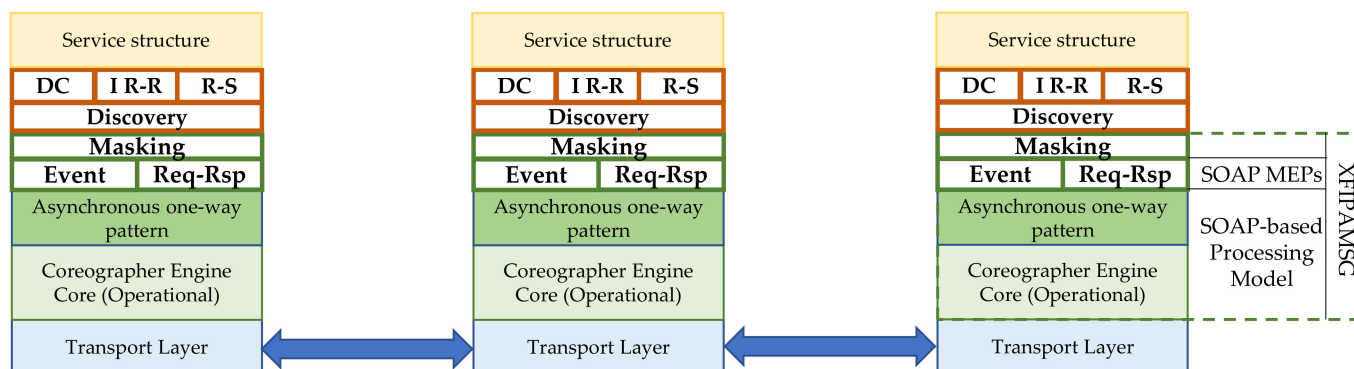 Service structure
DC
I R-R
R-S
Discovery
Masking
Event
Req-Rsp
Asynchronous one-way
pattern
Coreographer Engine
Core (Operational)
Transport Layer
Service structure
DC
I R-R
R-S
Discovery
Masking
Event
Req-Rsp
Asynchronous one-way
pattern
Coreographer Engine
Core (Operational)
Transport Layer
Service structure
DC
I R-R
R-S
Discovery
Masking
Event
Req-Rsp
Asynchronous one-way
pattern
Coreographer Engine
Core (Operational)
Transport Layer
SOAP MEPs
SOAP-based
Processing
Model
XFIPAMSG